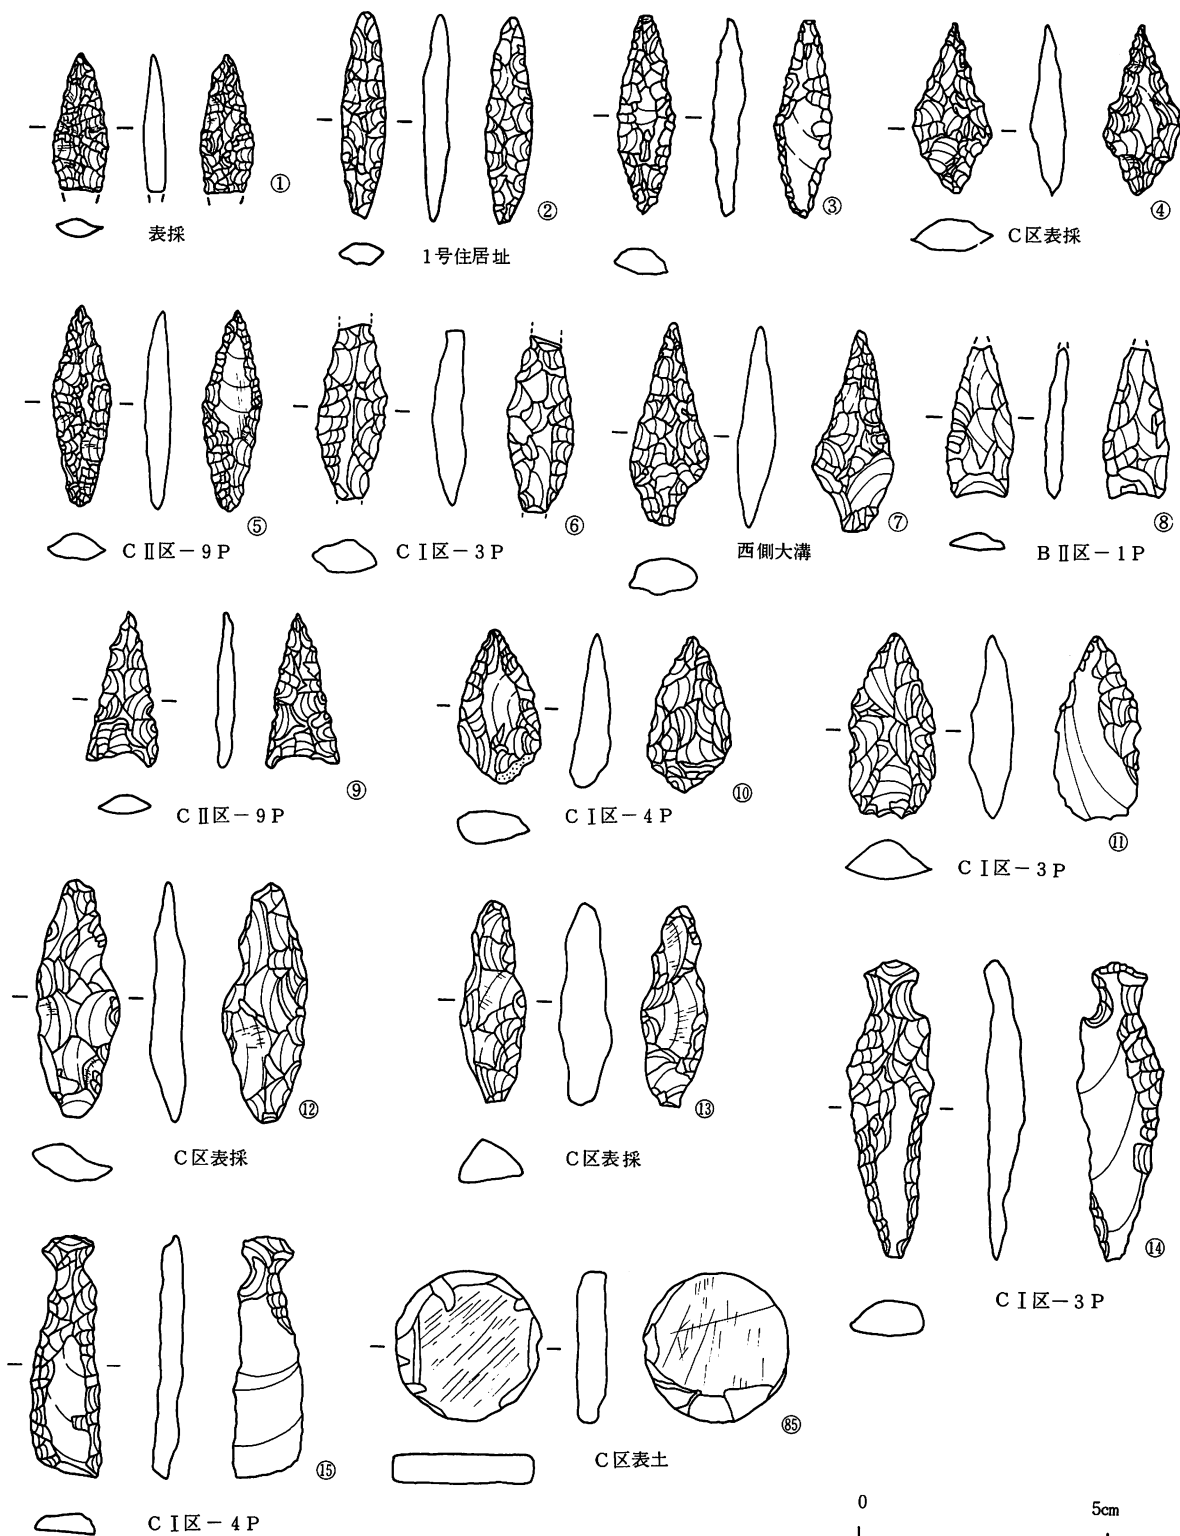 ①
表採
②
1号住居址
③
④
C区表採
⑤
CⅡ区-9P
⑥
CⅠ区-3P
⑦
西側大溝
⑧
BⅡ区-1P
⑨
CⅡ区-9P
⑩
CⅠ区-4P
⑪
CⅠ区-3P
⑫
C区表採
⑬
C区表採
⑭
CⅠ区-3P
⑮
CⅠ区-4P
85
C区表土
0 5cm